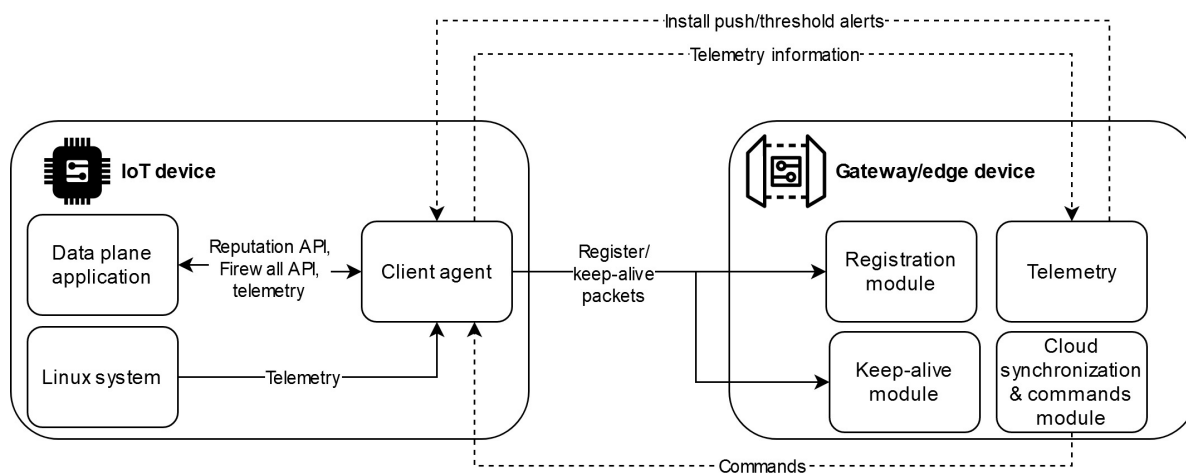 Install push/threshold alerts
Telemetry information
IoT device
Gateway/edge device
Data plane
application
Reputation API,
Firewall API,
telemetry
Client agent
Register/
keep-alive
packets
Registration
module
Telemetry
Linux system
Telemetry
Keep-alive
module
Cloud
synchronization
& commands
module
Commands